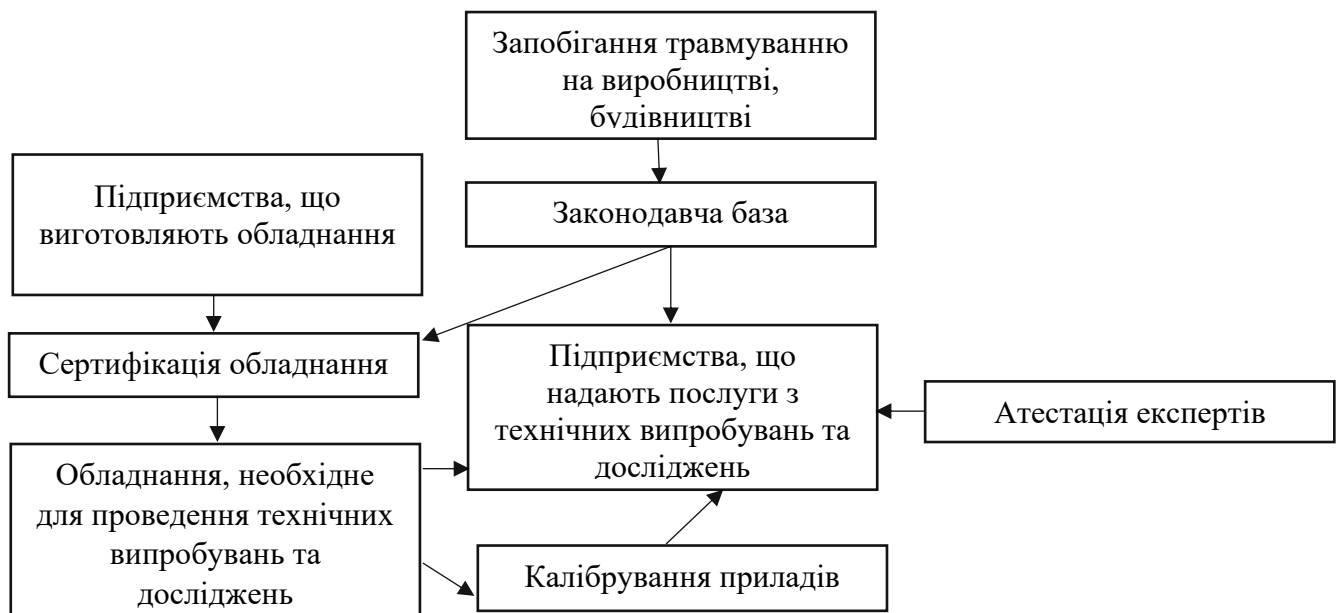 Запобігання травмуванню
на виробництві,
будівництві
Підприємства, що
виготовляють обладнання
Законодавча база
Сертифікація обладнання
Підприємства, що
надають послуги з
технічних випробувань та
досліджень
Атестація експертів
Обладнання, необхідне
для проведення технічних
випробувань та
досліджень
Калібрування приладів